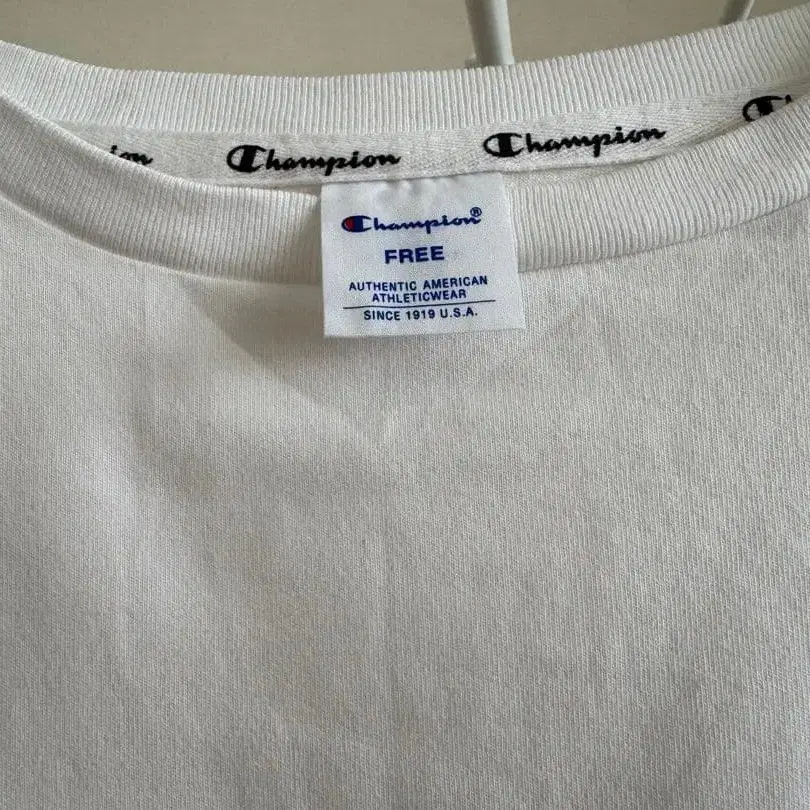 Champion Champion
Champion®
FREE
AUTHENTIC AMERICAN
ATHLETICWEAR
SINCE 1919 U.S.A.